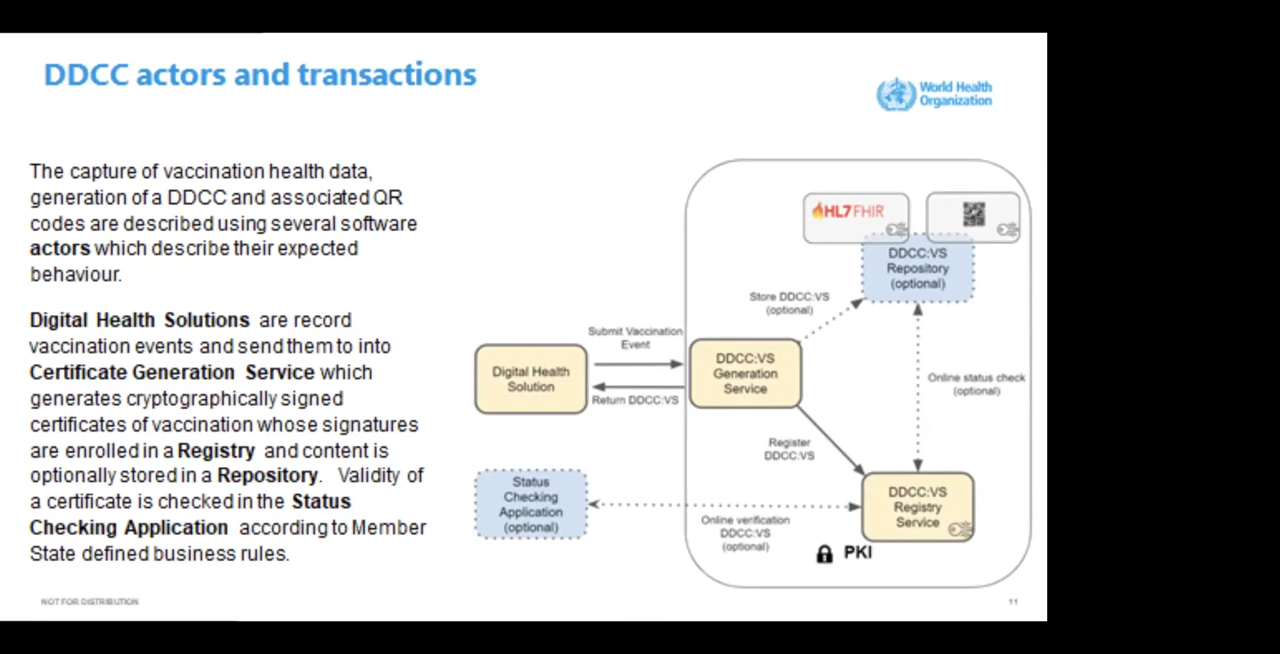 DDCC actors and transactions
World Health
Organization
The capture of vaccination health data,
generation of a DDCC and associated QR
codes are described using several software
actors which describe their expected
behaviour.
Digital Health Solutions are record
vaccination events and send them to into
Certificate Generation Service which
generates cryptographically signed
certificates of vaccination whose signatures
are enrolled in a Registry and content is
optionally stored in a Repository. Validity of
a certificate is checked in the Status
Checking Application according to Member
State defined business rules.
HL7 FHIR
DDCC:VS
Repository
(optional)
Store DDCC:VS
(optional)
Submit Vaccination
Event
Digital Health
Solution
DDCC:VS
Generation
Service
Return DDCC:VS
Online status check
(optional)
Register
DDCC:VS
Status
Checking
Application
(optional)
DDCC:VS
Registry
Service
Online verification
DDCC:VS
(optional)
PKI
NOT FOR DISTRIBUTION
11